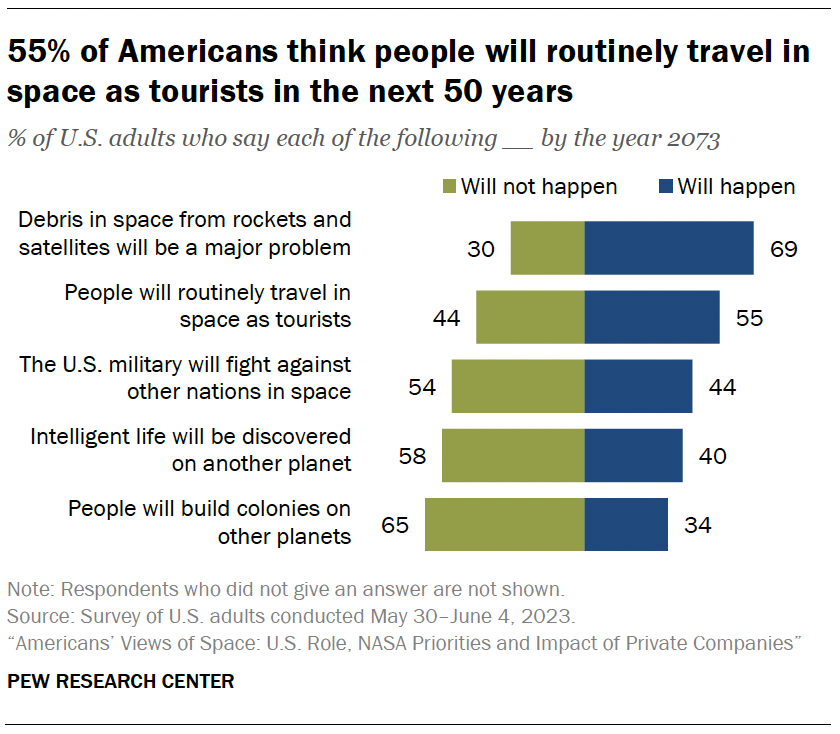 55% of Americans think people will routinely travel in
space as tourists in the next 50 years
% of U.S. adults who say each of the following __ by the year 2073
Will not happen Will happen
Debris in space from rockets and
satellites will be a major problem
30 69
People will routinely travel in
space as tourists
44 55
The U.S. military will fight against
other nations in space
54 44
Intelligent life will be discovered
on another planet
58 40
People will build colonies on
other planets
65 34
Note: Respondents who did not give an answer are not shown.
Source: Survey of U.S. adults conducted May 30–June 4, 2023.
“Americans’ Views of Space: U.S. Role, NASA Priorities and Impact of Private Companies”
PEW RESEARCH CENTER